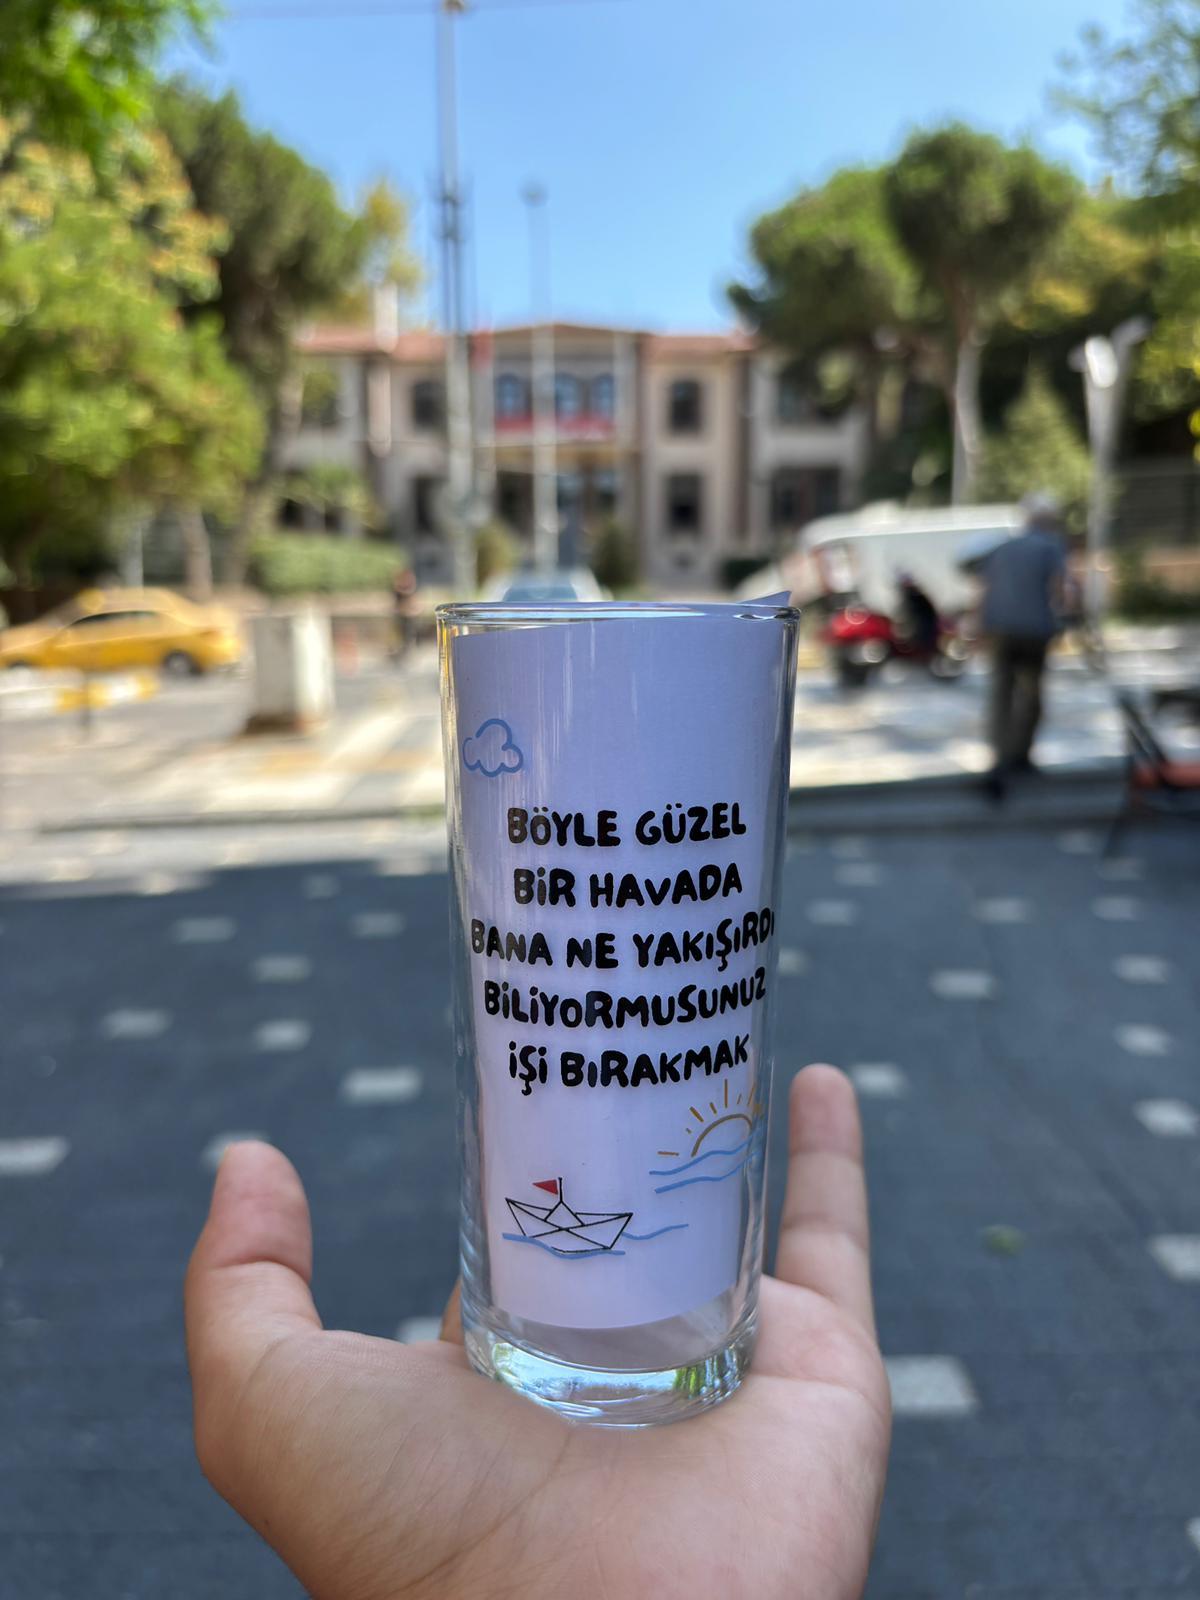 BÖYLE GÜZEL
BİR HAVADA
BANA NE YAKIŞIRDI
BİLİYORMUSUNUZ
İŞİ BIRAKMAK